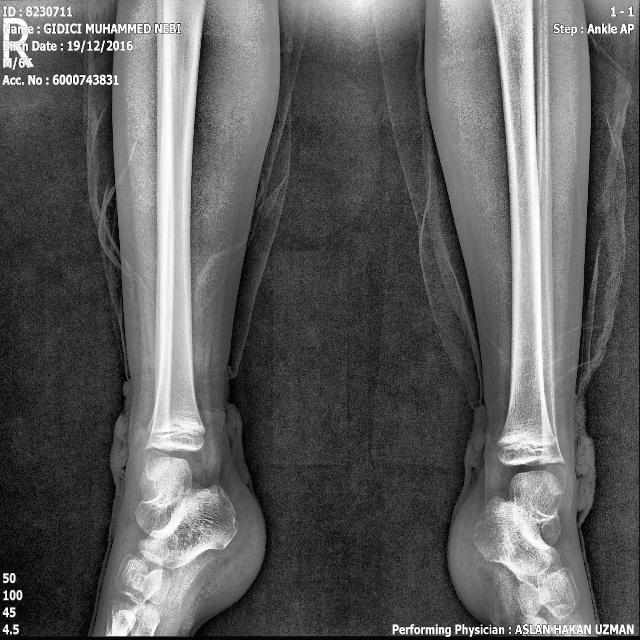 ID : 8230711
R
Name : GIDICI MUHAMMED NEBI
Birth Date : 19/12/2016
Acc. No : 6000743831
1 - 1
Step : Ankle AP
50
100
45
4.5
Performing Physician : ASLAN HAKAN UZMAN